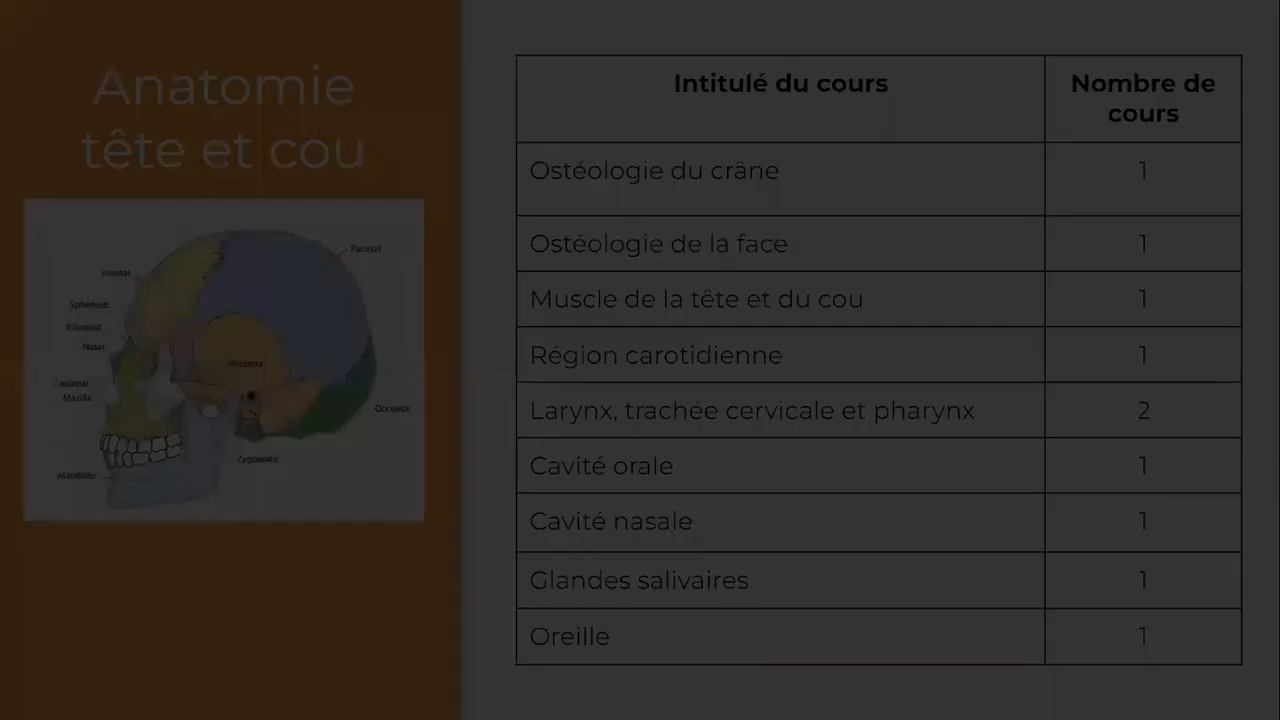 Anatomie
tête et cou
Parietal
Frontal
Sphenoid
Ethmoid
Nasal
Lacrimal
Maxilla
Occipital
Zygomatic
Mandible
Intitulé du cours
Nombre de
cours
Ostéologie du crâne 1
Ostéologie de la face 1
Muscle de la tête et du cou 1
Région carotidienne 1
Larynx, trachée cervicale et pharynx 2
Cavité orale 1
Cavité nasale 1
Glandes salivaires 1
Oreille 1